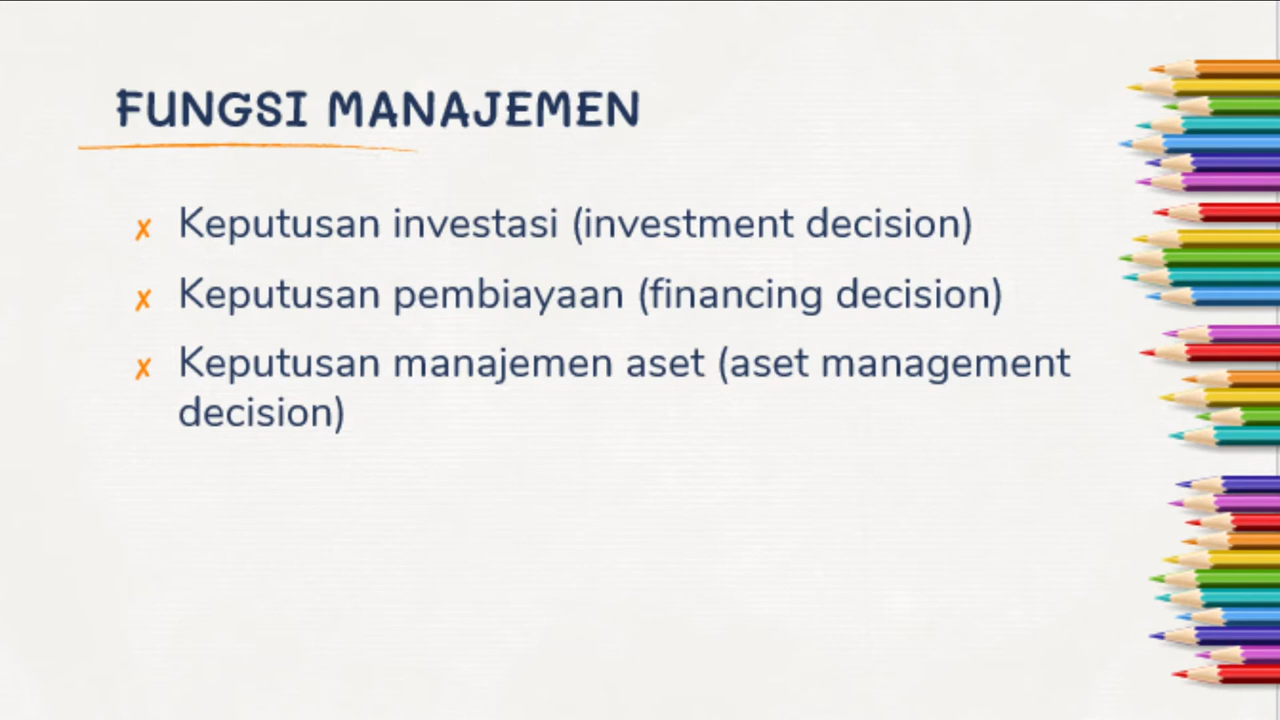 FUNGSI MANAJEMEN
✘ Keputusan investasi (investment decision)
✘ Keputusan pembiayaan (financing decision)
✘ Keputusan manajemen aset (aset management
decision)